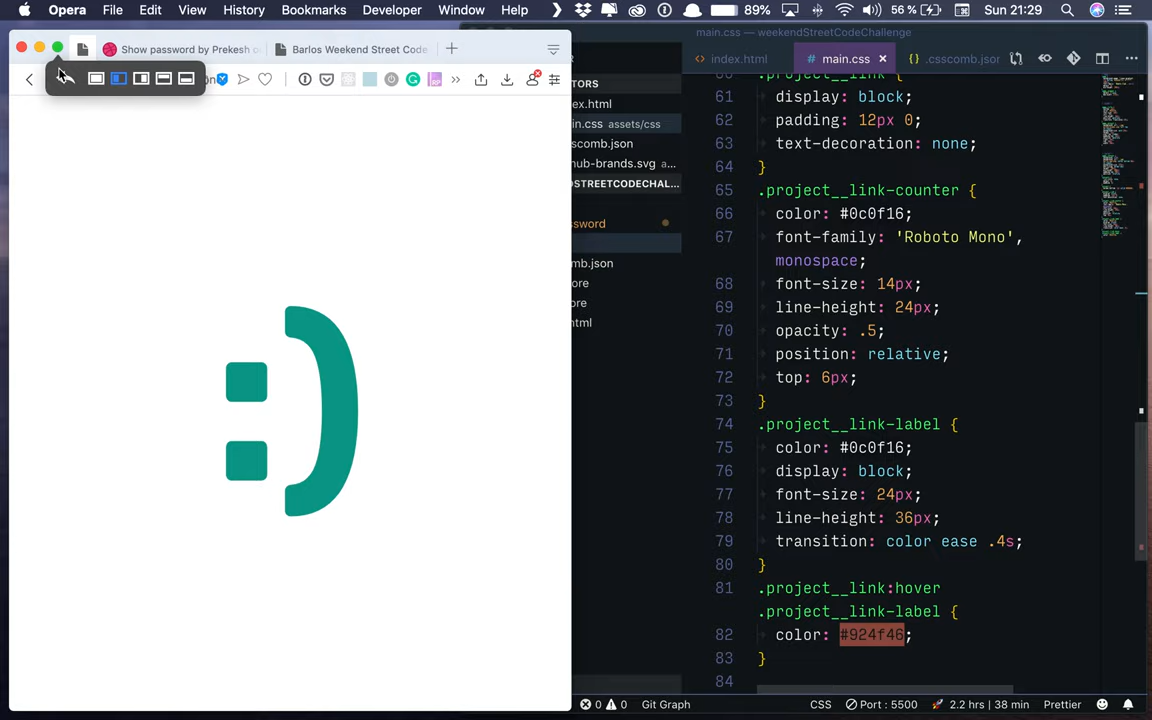 Opera File Edit View History Bookmarks Developer Window Help 89% 56 % Sun 21:29
Show password by Prekesh
Barlos Weekend Street Code
main.css — weekendStreetCodeChallenge
index.html
main.css
.csscomb.json
TORS
ex.html
in.css assets/css
scomb.json
hub-brands.svg a...
DSTREETCODECHAL...
ssword
mb.json
ore
ore
html
61 display: block;
62 padding: 12px 0;
63 text-decoration: none;
64 }
65 .project__link-counter {
66 color: #0c0f16;
67 font-family: 'Roboto Mono',
monospace;
68 font-size: 14px;
69 line-height: 24px;
70 opacity: .5;
71 position: relative;
72 top: 6px;
73 }
74 .project__link-label {
75 color: #0c0f16;
76 display: block;
77 font-size: 24px;
78 line-height: 36px;
79 transition: color ease .4s;
80 }
81 .project__link:hover
.project__link-label {
82 color: #924f46;
83 }
84
:)
0 0 Git Graph CSS Port : 5500 2.2 hrs | 38 min Prettier